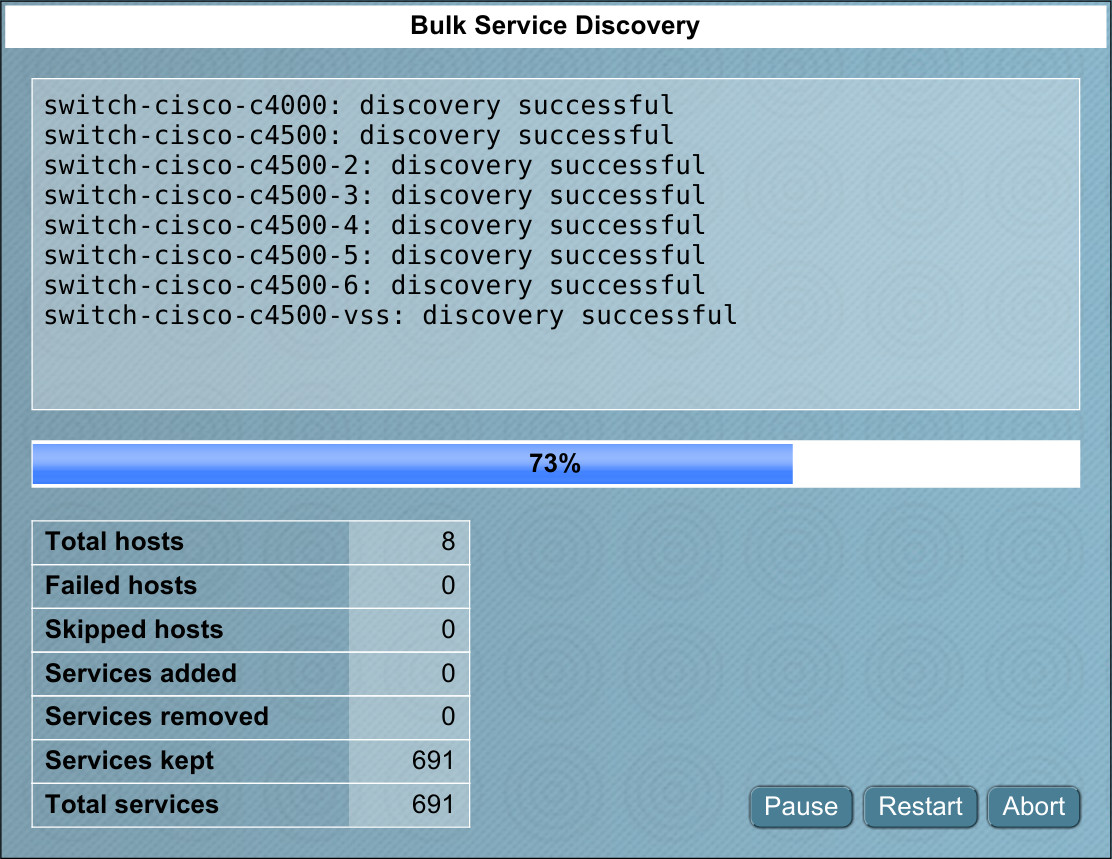 Bulk Service Discovery
switch-cisco-c4000: discovery successful
switch-cisco-c4500: discovery successful
switch-cisco-c4500-2: discovery successful
switch-cisco-c4500-3: discovery successful
switch-cisco-c4500-4: discovery successful
switch-cisco-c4500-5: discovery successful
switch-cisco-c4500-6: discovery successful
switch-cisco-c4500-vss: discovery successful
73%
Total hosts 8
Failed hosts 0
Skipped hosts 0
Services added 0
Services removed 0
Services kept 691
Total services 691
Pause Restart Abort